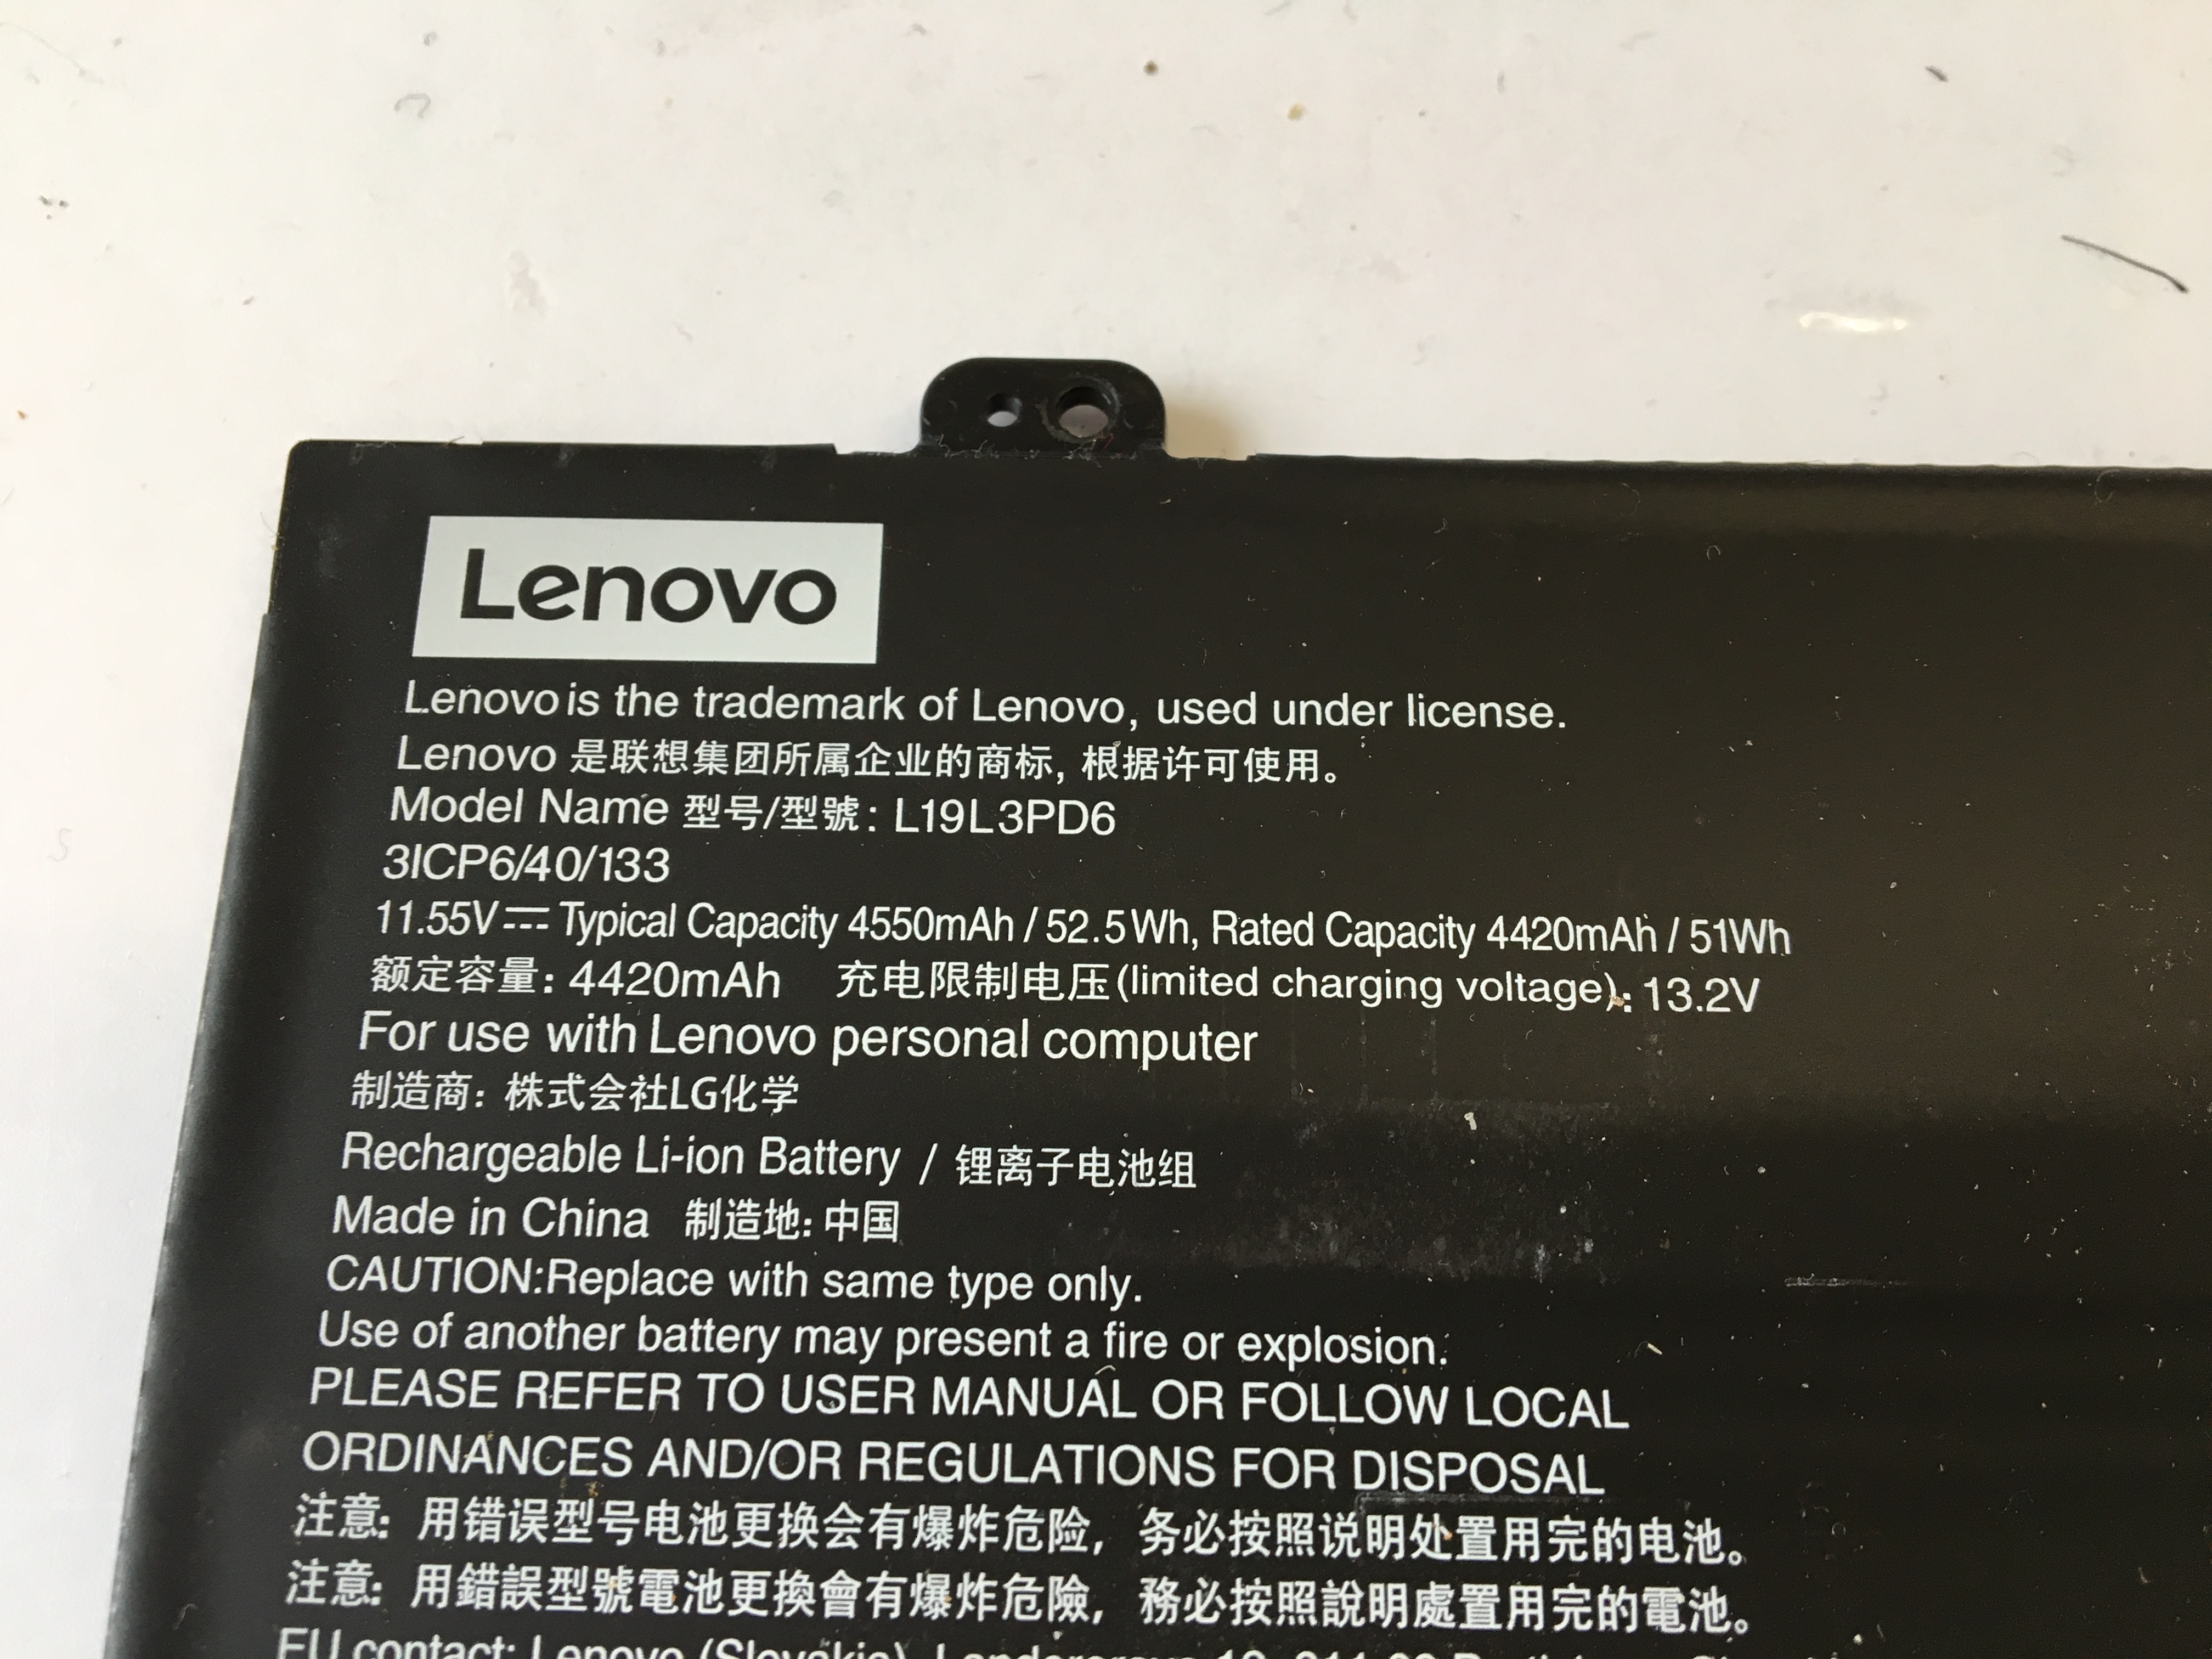 Lenovo
Lenovo is the trademark of Lenovo, used under license.
Lenovo 是联想集团所属企业的商标, 根据许可使用。
Model Name 型号/型號: L19L3PD6
3ICP6/40/133
11.55V⎓ Typical Capacity 4550mAh / 52.5Wh, Rated Capacity 4420mAh / 51Wh
额定容量: 4420mAh 充电限制电压(limited charging voltage): 13.2V
For use with Lenovo personal computer
制造商: 株式会社LG化学
Rechargeable Li-ion Battery / 锂离子电池组
Made in China 制造地: 中国
CAUTION:Replace with same type only.
Use of another battery may present a fire or explosion.
PLEASE REFER TO USER MANUAL OR FOLLOW LOCAL
ORDINANCES AND/OR REGULATIONS FOR DISPOSAL
注意: 用错误型号电池更换会有爆炸危险, 务必按照说明处置用完的电池。
注意: 用錯誤型號電池更換會有爆炸危險, 務必按照說明處置用完的電池。
EU contact: Lenovo (Slovakia),